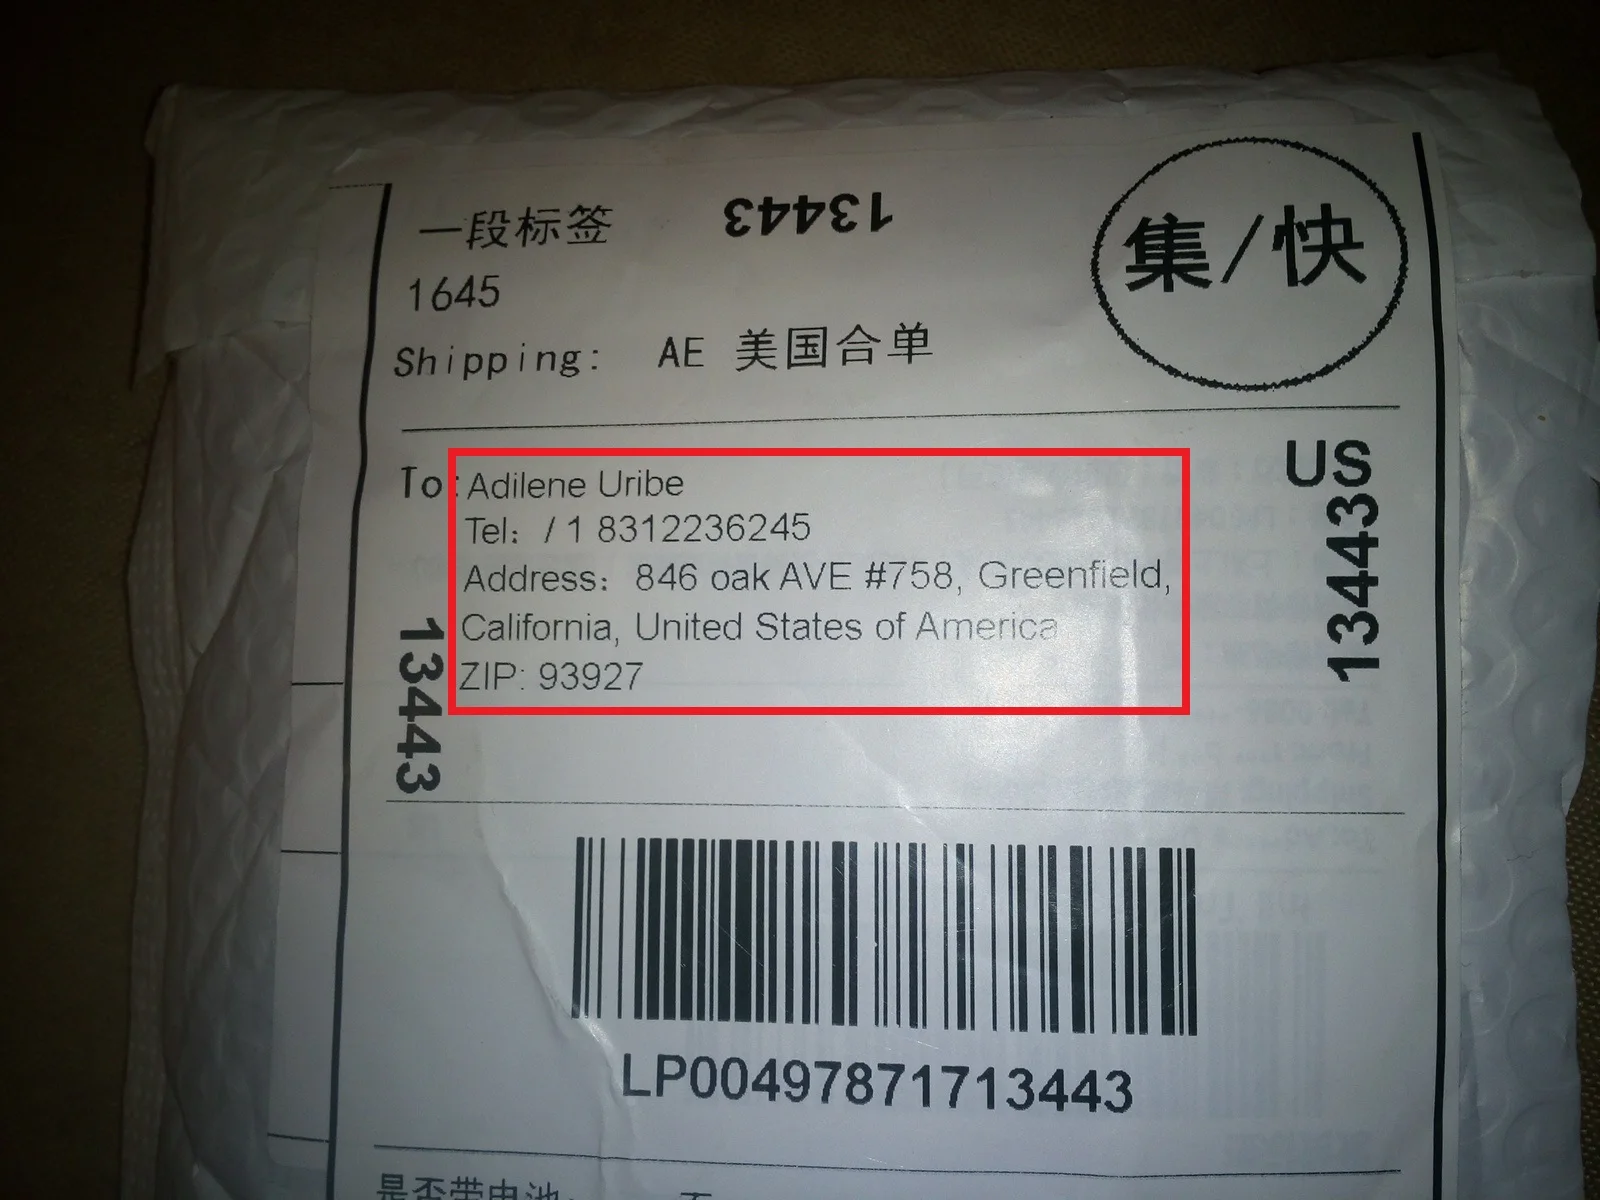 一段标签
13443
集/快
1645
Shipping: AE 美国合单
To: Adilene Uribe
Tel: / 1 8312236245
Address: 846 oak AVE #758, Greenfield,
California, United States of America
ZIP: 93927
US
13443
13443
LP00497871713443
是否带电池: 否